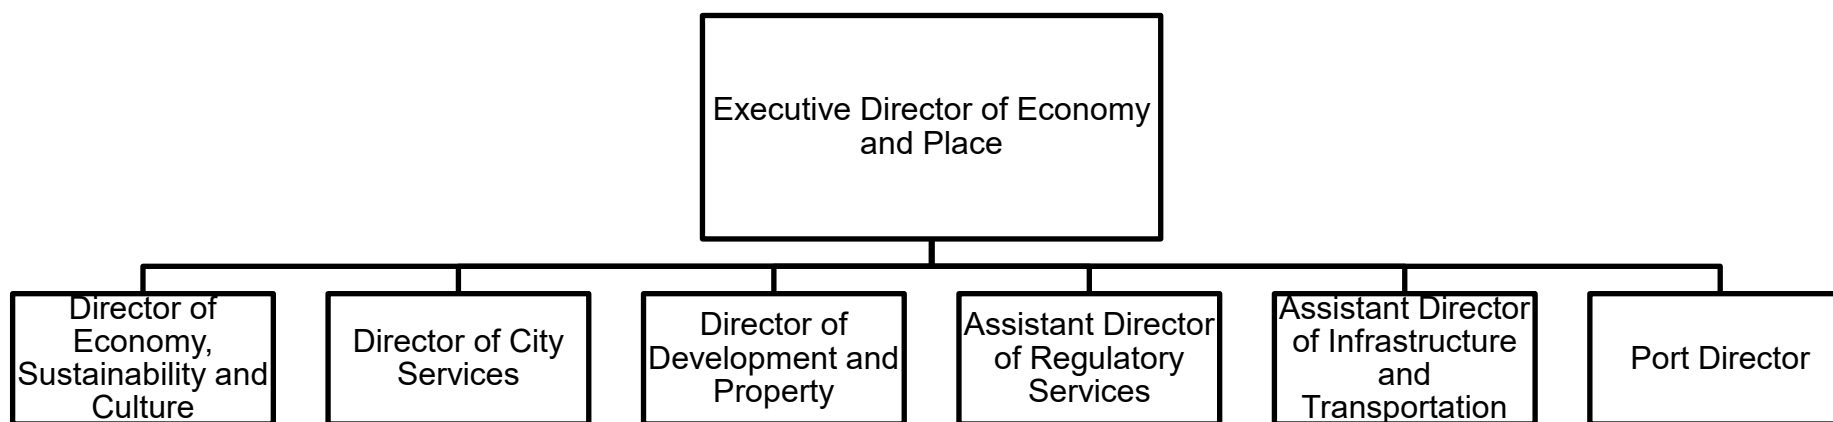 Executive Director of Economy
and Place
Director of
Economy,
Sustainability and
Culture
Director of City
Services
Director of
Development and
Property
Assistant Director
of Regulatory
Services
Assistant Director
of Infrastructure
and
Transportation
Port Director